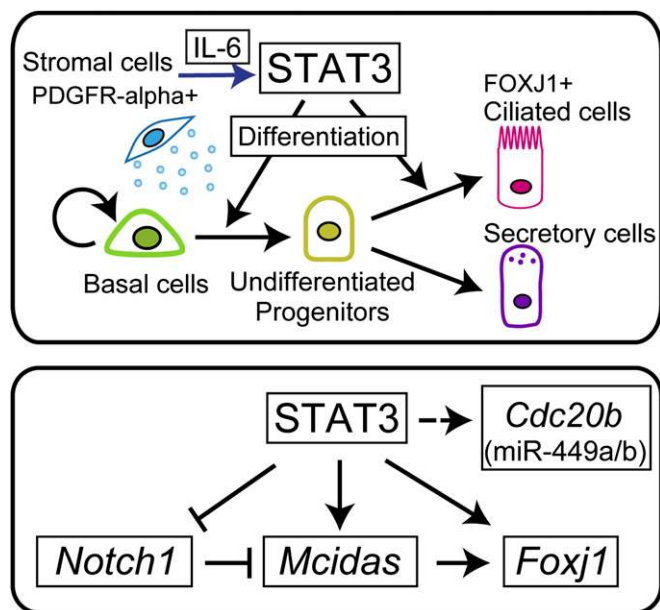 IL-6
Stromal cells
STAT3
PDGFR-alpha+
FOXJ1+
Ciliated cells
Differentiation
Secretory cells
Basal cells
Undifferentiated
Progenitors
STAT3
Cdc20b
(miR-449a/b)
Notch1
Mcidas
Foxj1